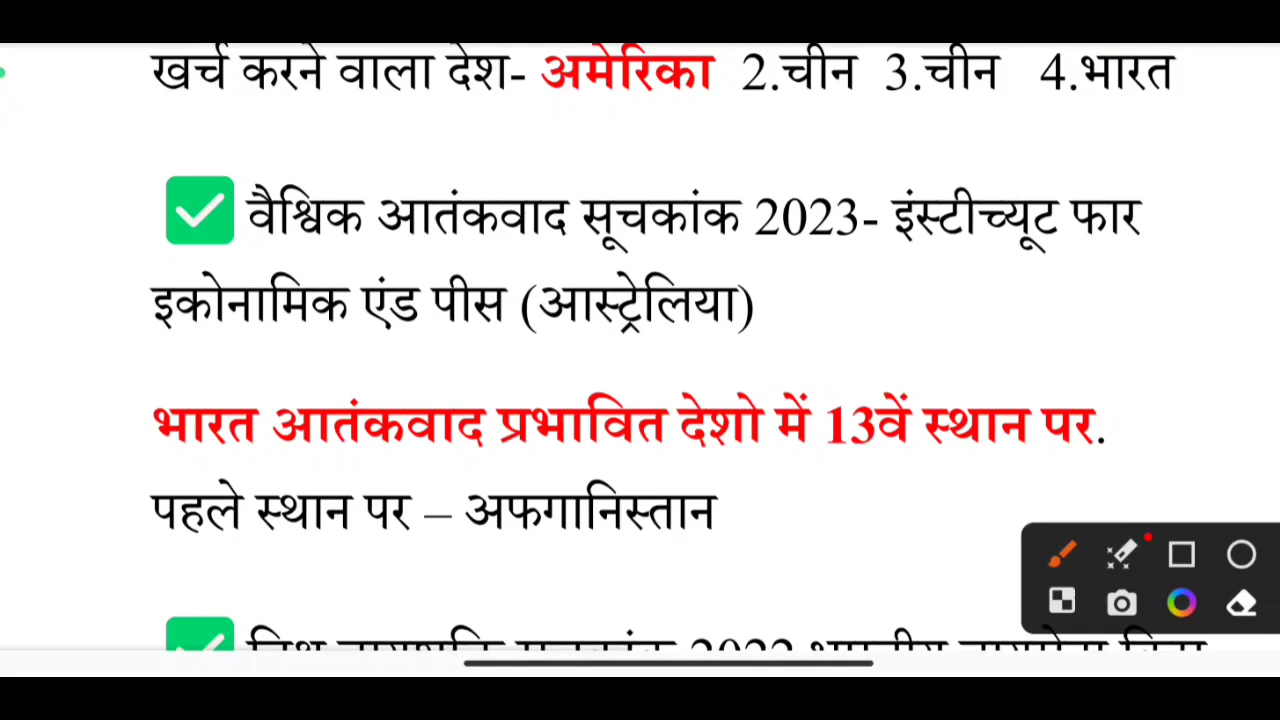 खर्च करने वाला देश- अमेरिका 2.चीन 3.चीन 4.भारत
वैश्विक आतंकवाद सूचकांक 2023- इंस्टीच्यूट फार
इकोनामिक एंड पीस (आस्ट्रेलिया)
भारत आतंकवाद प्रभावित देशो में 13वें स्थान पर.
पहले स्थान पर – अफगानिस्तान